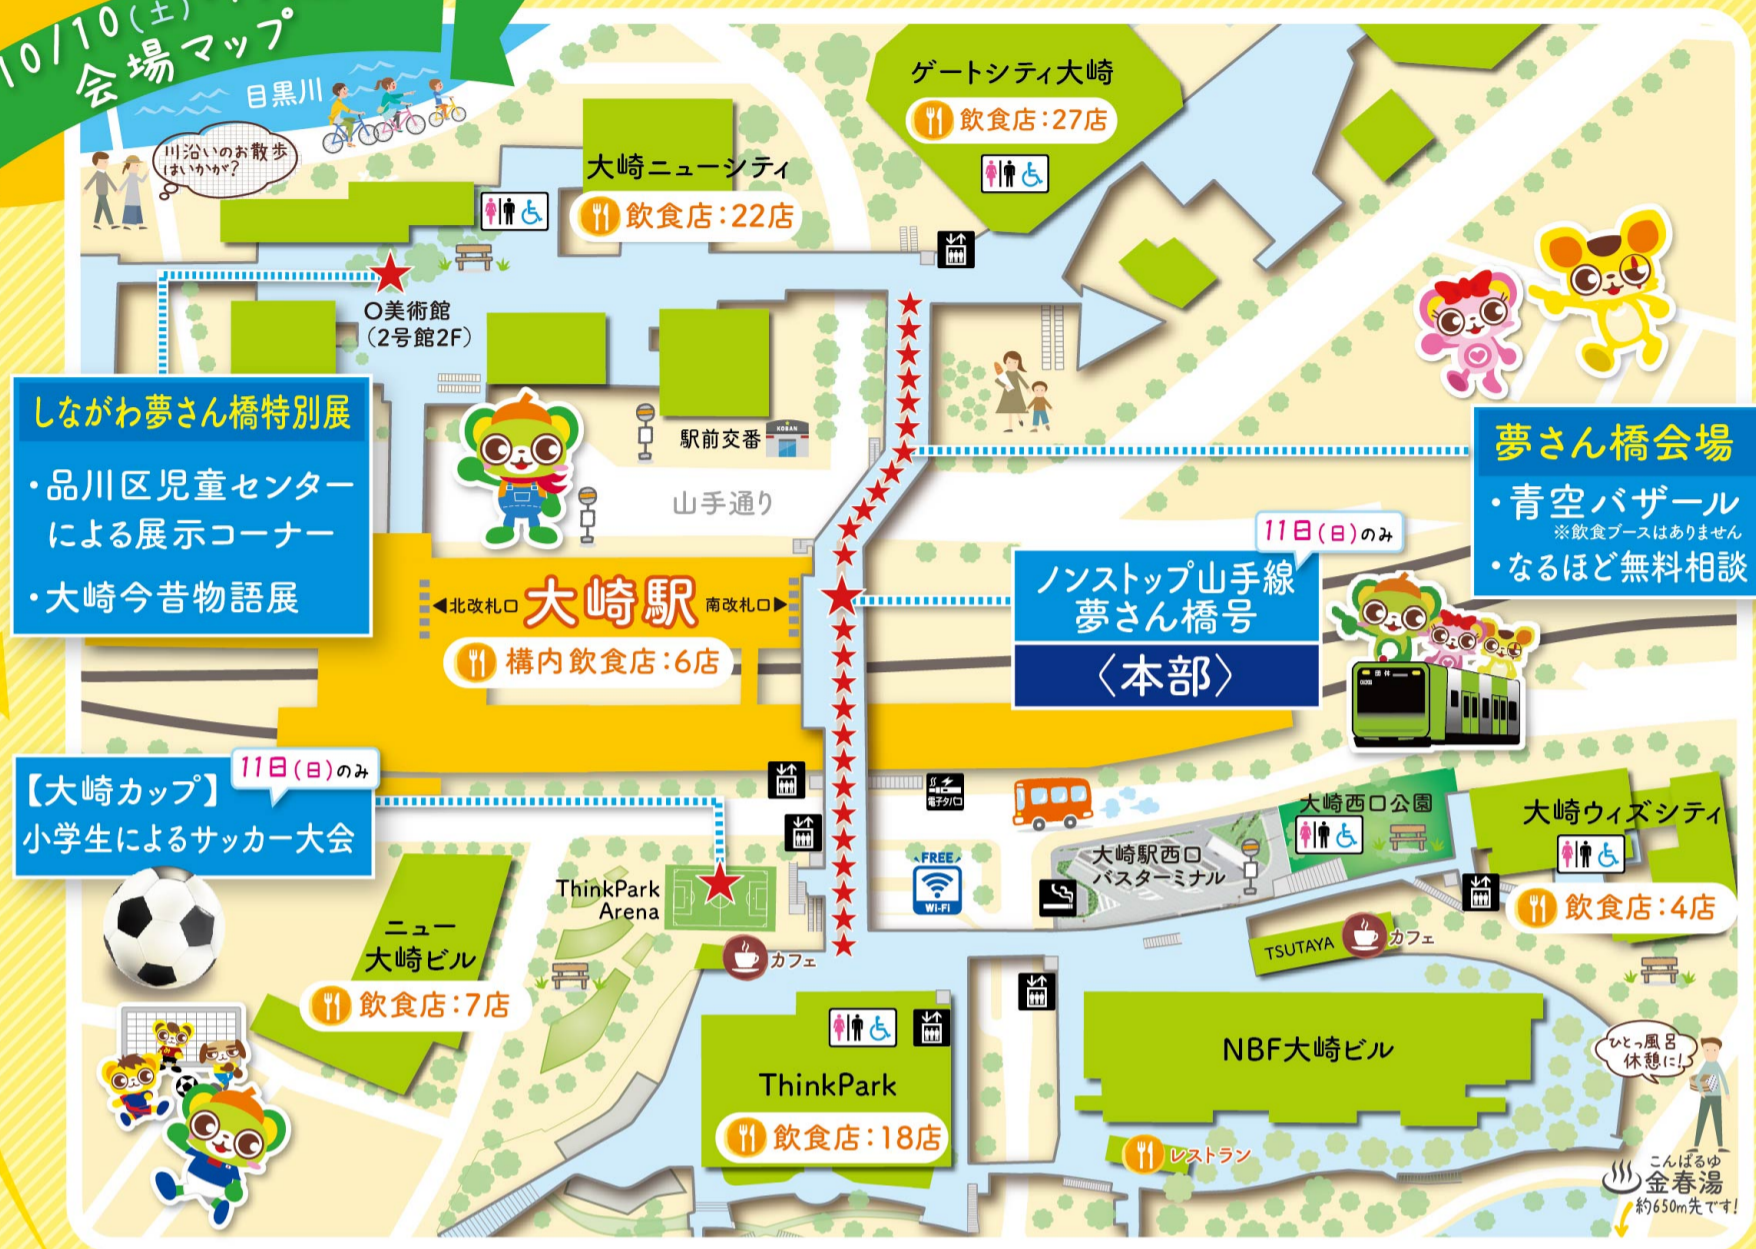 10/10(土)
会場マップ
目黒川
川沿いのお散歩
はいかが?
大崎ニューシティ
飲食店:22店
ゲートシティ大崎
飲食店:27店
O美術館
(2号館2F)
しながわ夢さん橋特別展
・品川区児童センター
による展示コーナー
・大崎今昔物語展
駅前交番
KOBAN
山手通り
夢さん橋会場
・青空バザール
※飲食ブースはありません
・なるほど無料相談
11日(日)のみ
ノンストップ山手線
夢さん橋号
〈本部〉
◀北改札口
大崎駅
南改札口▶
構内飲食店:6店
11日(日)のみ
【大崎カップ】
小学生によるサッカー大会
電子タバコ
FREE
Wi-Fi
大崎駅西口
バスターミナル
大崎西口公園
大崎ウィズシティ
飲食店:4店
ThinkPark
Arena
カフェ
ニュー
大崎ビル
飲食店:7店
TSUTAYA
カフェ
ThinkPark
飲食店:18店
NBF大崎ビル
レストラン
ひとっ風呂
休憩に!
こんぱるゆ
金春湯
約650m先です!